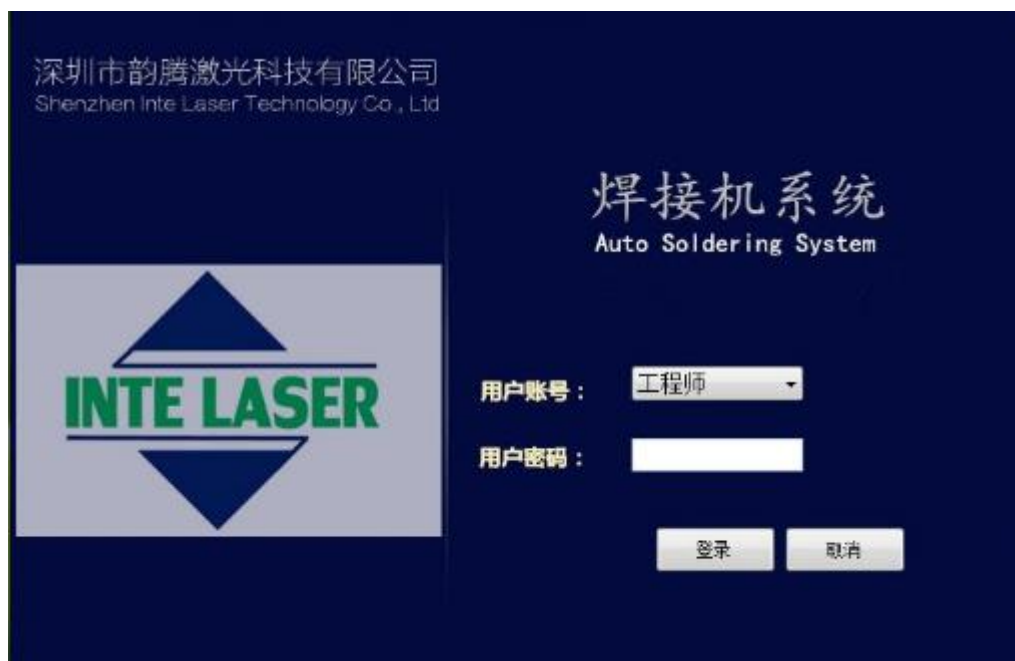 深圳市韵腾激光科技有限公司
Shenzhen Inte Laser Technology Co., Ltd
焊接机系统
Auto Soldering System
INTE LASER
用户账号：
工程师
用户密码：
登录
取消